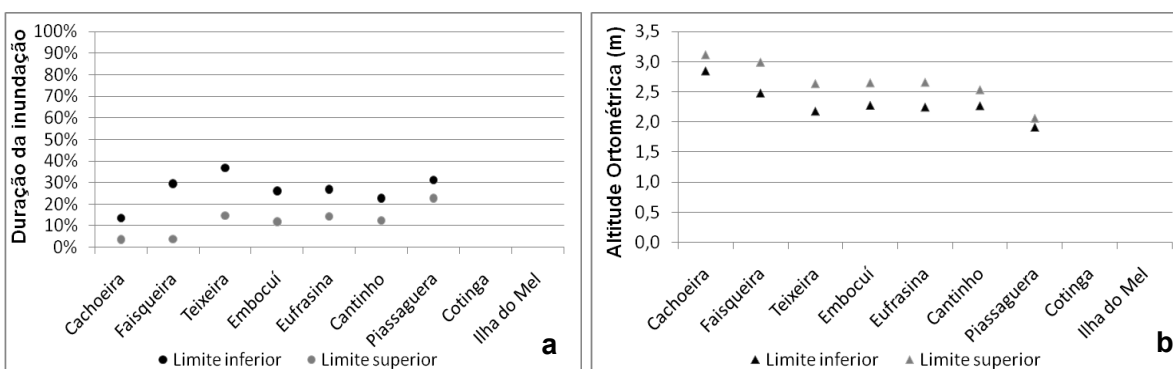 Duração da inundação
100%
90%
80%
70%
60%
50%
40%
30%
20%
10%
0%
Cachoeira
Faisqueira
Teixeira
Embocuí
Eufrasina
Cantinho
Piassaguera
Cotinga
Ilha do Mel
Limite inferior
Limite superior
a
Altitude Ortométrica (m)
3,5
3,0
2,5
2,0
1,5
1,0
0,5
0,0
Cachoeira
Faisqueira
Teixeira
Embocuí
Eufrasina
Cantinho
Piassaguera
Cotinga
Ilha do Mel
Limite inferior
Limite superior
b